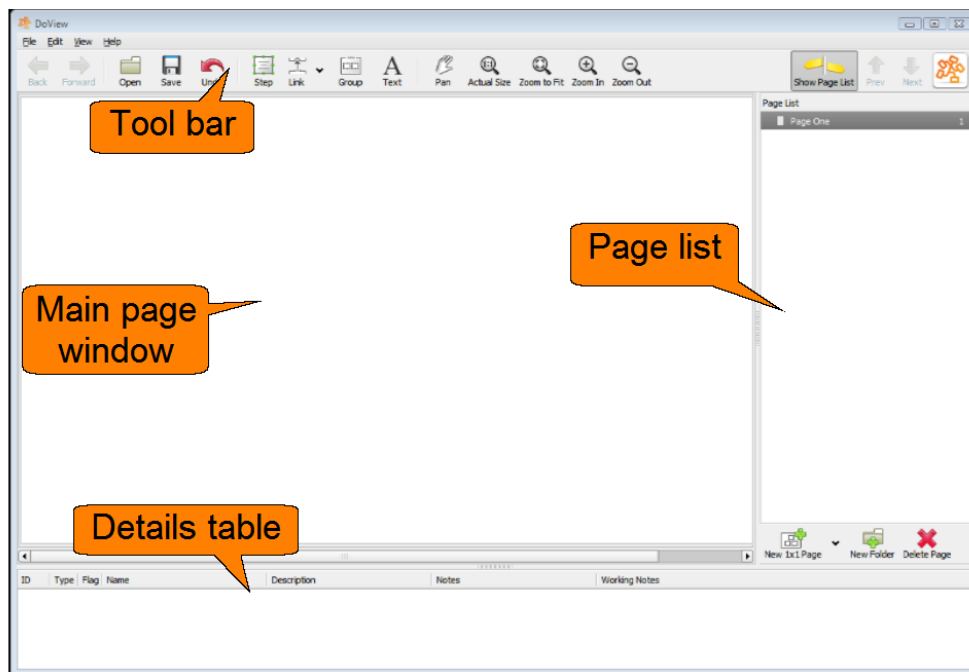 DoView
File Edit View Help
Back Forward Open Save Undo Step Link Group Text Pan Actual Size Zoom to Fit Zoom In Zoom Out Show Page List Prev Next
Tool bar
Page List
Page One 1
Page list
Main page
window
Details table
New 1x1 Page New Folder Delete Page
ID Type Flag Name Description Notes Working Notes